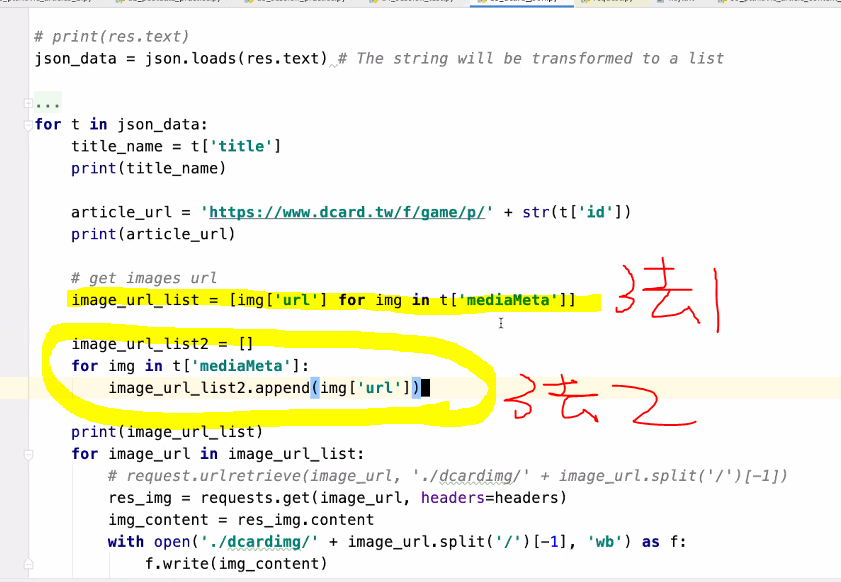 # print(res.text)
json_data = json.loads(res.text) # The string will be transformed to a list
...
for t in json_data:
title_name = t['title']
print(title_name)
article_url = 'https://www.dcard.tw/f/game/p/' + str(t['id'])
print(article_url)
# get images url
image_url_list = [img['url'] for img in t['mediaMeta']]
3去1
image_url_list2 = []
for img in t['mediaMeta']:
image_url_list2.append(img['url'])
3去2
print(image_url_list)
for image_url in image_url_list:
# request.urlretrieve(image_url, './dcardimg/' + image_url.split('/')[-1])
res_img = requests.get(image_url, headers=headers)
img_content = res_img.content
with open('./dcardimg/' + image_url.split('/')[-1], 'wb') as f:
f.write(img_content)